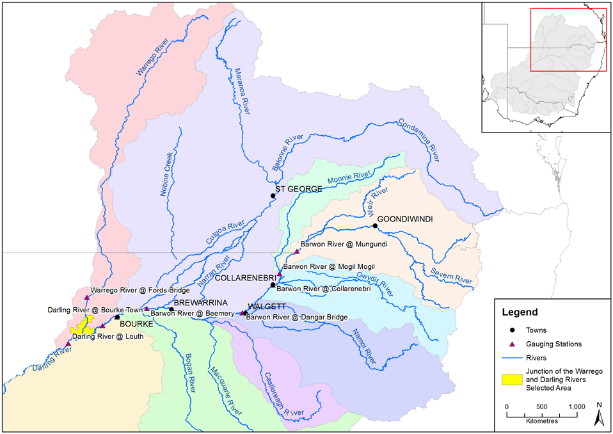 Warrego River
Maranoa River
Condamine River
Balonne River
Nebine Creek
Moonie River
Weir River
ST GEORGE
GOONDIWINDI
Culgoa River
Barwon River @ Mungundi
Narran River
Barwon River @ Mogil Mogil
Severn River
COLLARENEBRI
Gwydir River
Barwon River @ Collarenebri
Warrego River @ Fords Bridge
BREWARRINA
WALGETT
Darling River @ Bourke Town
Barwon River @ Beemery
Barwon River @ Dangar Bridge
BOURKE
Darling River @ Louth
Namoi River
Darling River
Bogan River
Macquarie River
Castlereagh River
Legend
Towns
Gauging Stations
Rivers
Junction of the Warrego
and Darling Rivers
Selected Area
0 500 1,000
Kilometres
N